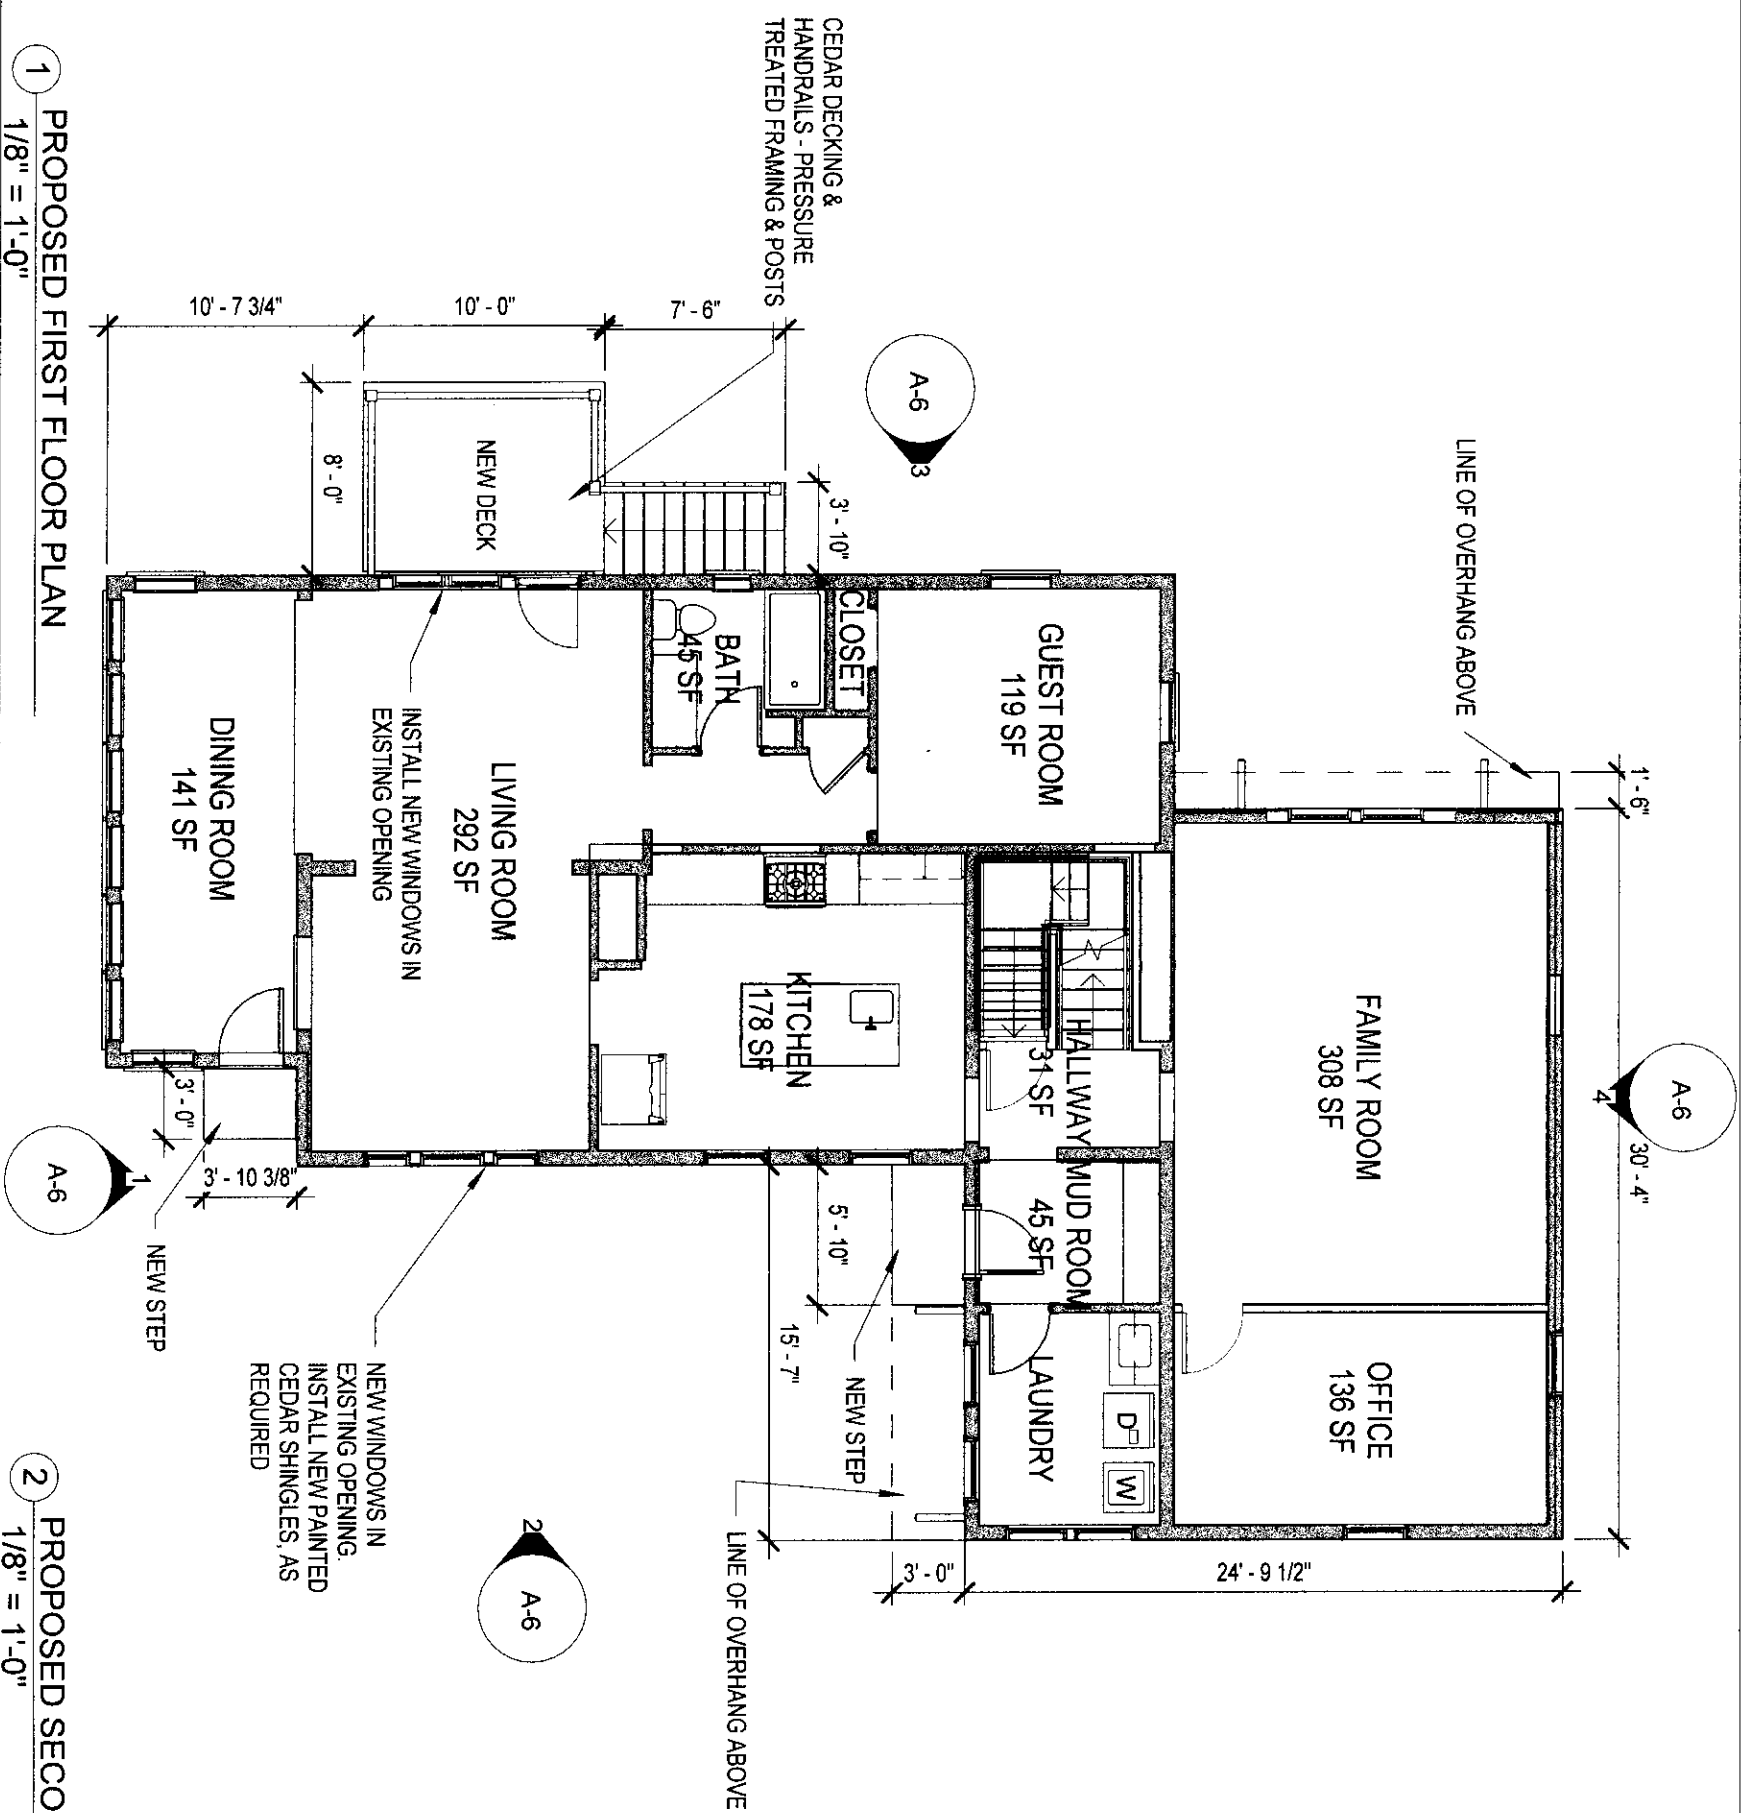 CEDAR DECKING &
HANDRAILS - PRESSURE
TREATED FRAMING & POSTS
LINE OF OVERHANG ABOVE
1' - 6"
30' - 4"
A-6
4
A-6
3
10' - 7 3/4"
10' - 0"
7' - 6"
8' - 0"
3' - 10"
NEW DECK
CLOSET
GUEST ROOM
119 SF
BATH
45 SF
INSTALL NEW WINDOWS IN
EXISTING OPENING
DINING ROOM
141 SF
LIVING ROOM
292 SF
KITCHEN
178 SF
HALLWAY
31 SF
FAMILY ROOM
308 SF
MUD ROOM
45 SF
LAUNDRY
D
W
OFFICE
136 SF
3' - 0"
3' - 10 3/8"
NEW STEP
A-6
1
5' - 10"
15' - 7"
NEW STEP
LINE OF OVERHANG ABOVE
3' - 0"
24' - 9 1/2"
NEW WINDOWS IN
EXISTING OPENING.
INSTALL NEW PAINTED
CEDAR SHINGLES, AS
REQUIRED
A-6
2
1
PROPOSED FIRST FLOOR PLAN
1/8" = 1'-0"
2
PROPOSED SECO
1/8" = 1'-0"